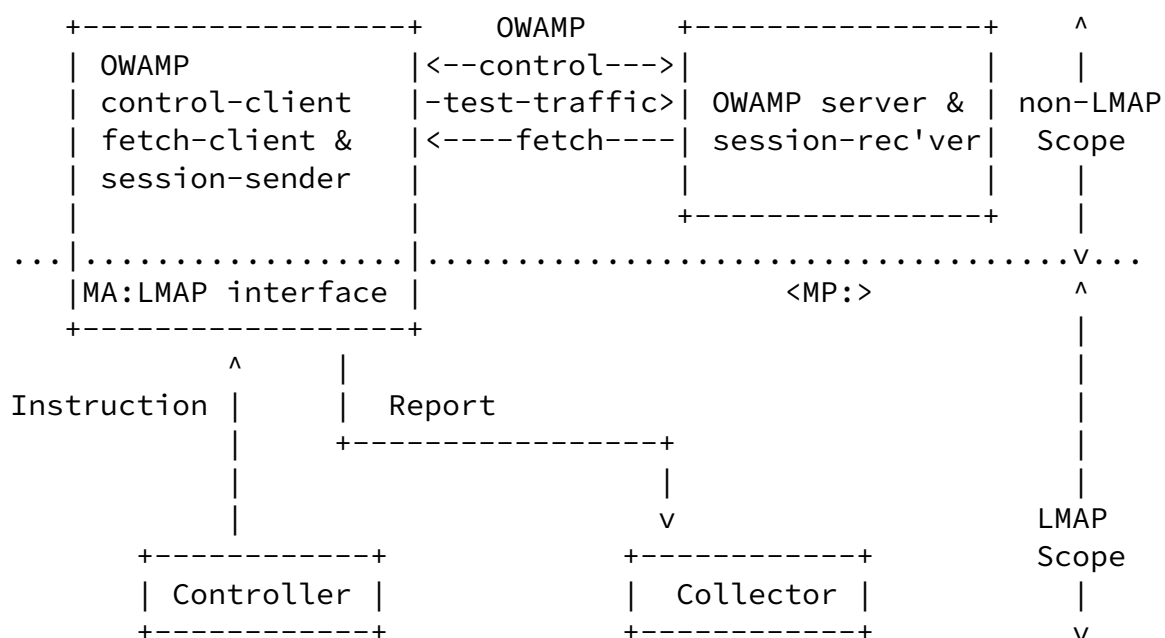 +------------------+    OWAMP    +----------------+    ^
| OWAMP            |<--control--->|                |    |
| control-client   |-test-traffic>| OWAMP server & | non-LMAP
| fetch-client &   |<----fetch----| session-rec'ver|  Scope
| session-sender   |              |                |    |
|                  |              +----------------+    |
...|..................|......................................v...
|MA:LMAP interface |                    <MP:>            ^
+------------------+                                    |
^     |                                         |
Instruction |     |  Report                                 |
|     +-----------------+                       |
|                       |                       |
|                       v                    LMAP
+------------+             +------------+         Scope
| Controller |             |  Collector |           |
+------------+             +------------+           v